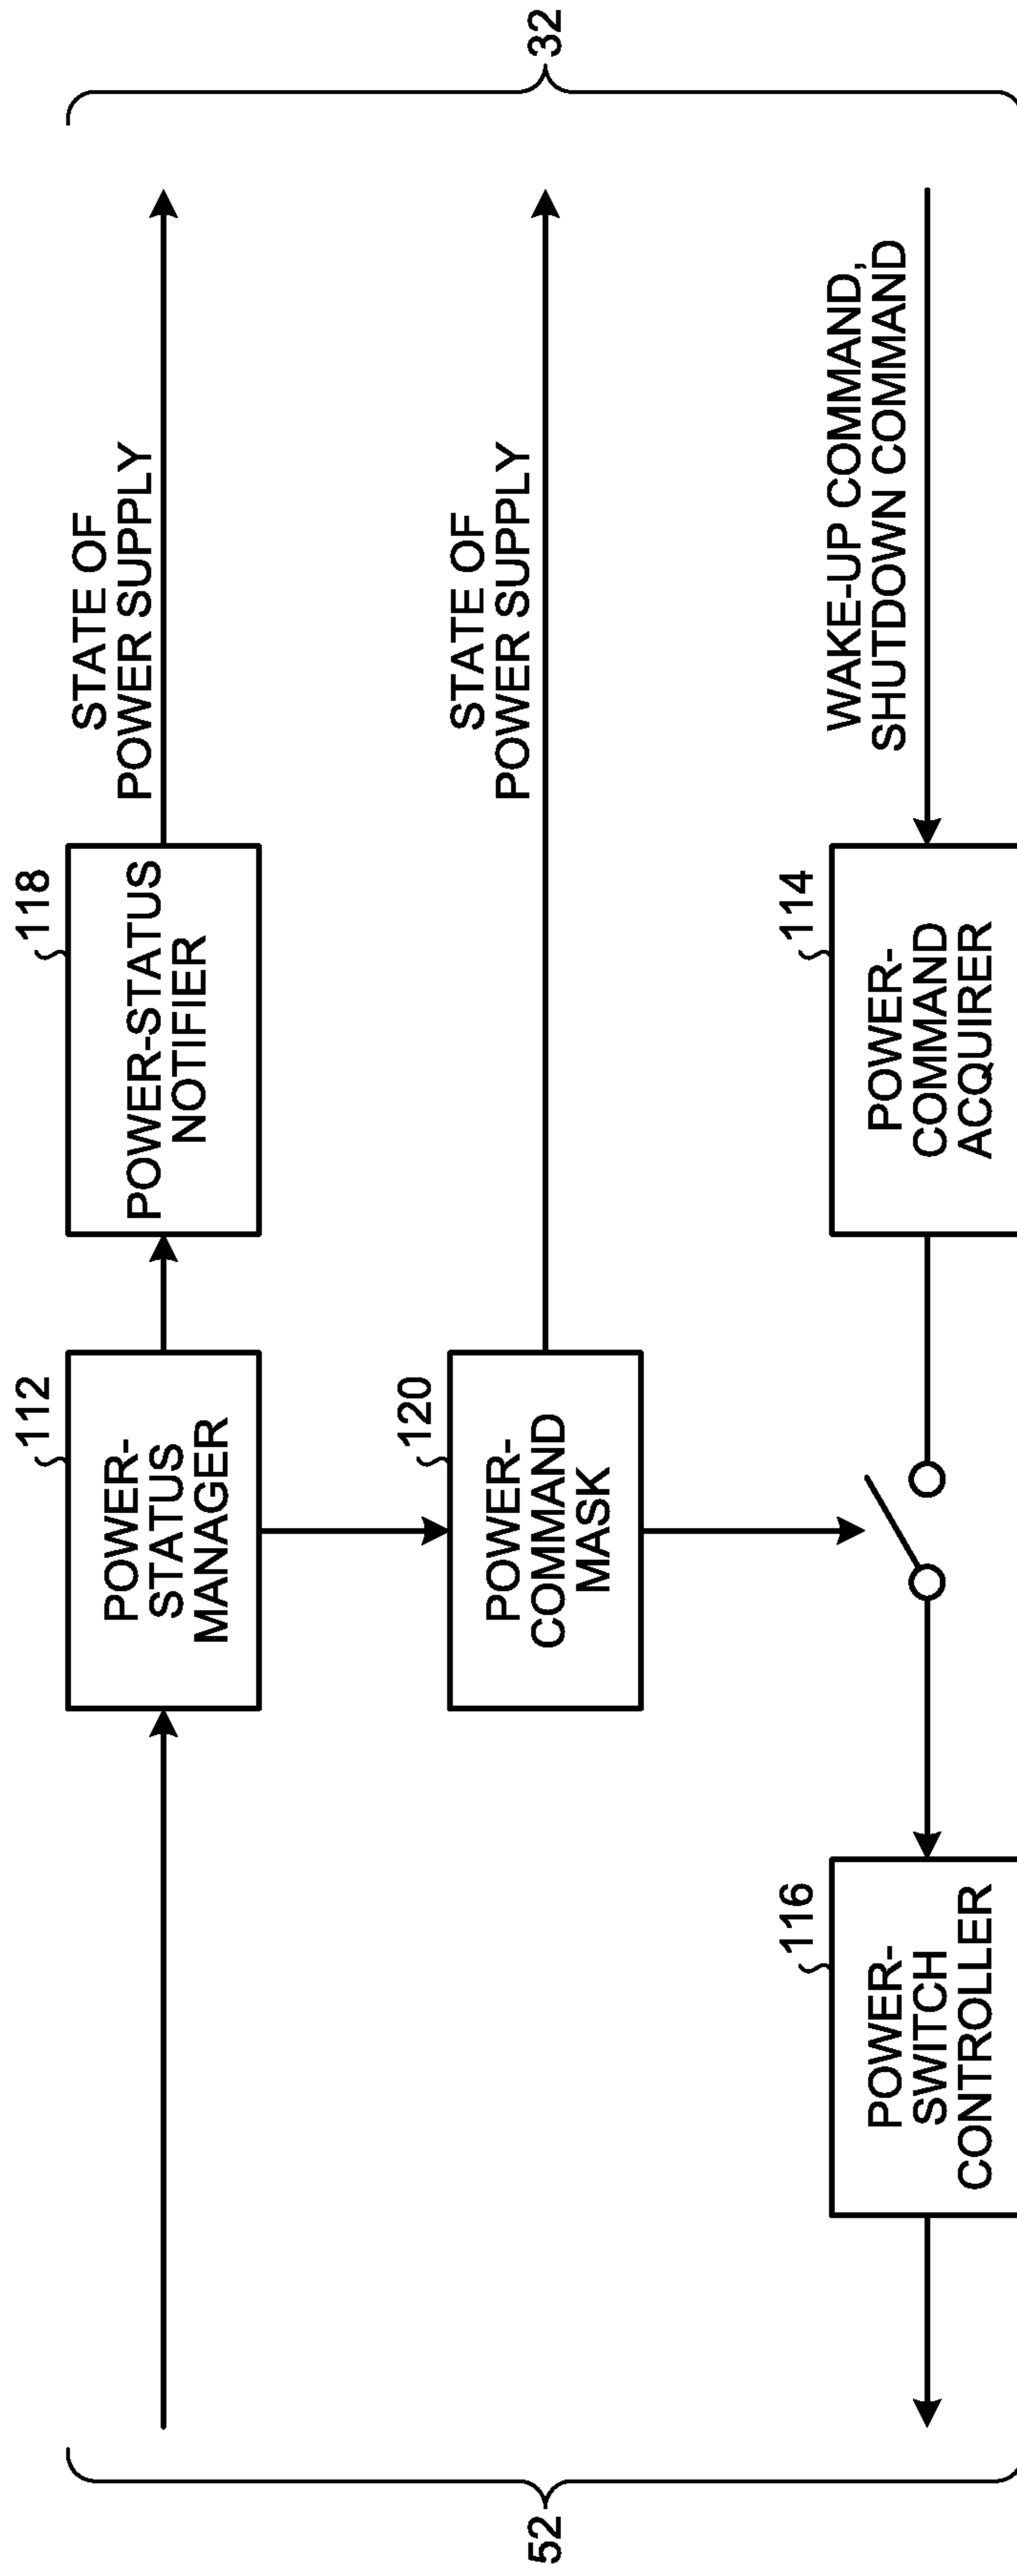 52
112
POWER-
STATUS
MANAGER
118
POWER-STATUS
NOTIFIER
STATE OF
POWER SUPPLY
120
POWER-
COMMAND
MASK
STATE OF
POWER SUPPLY
116
POWER-
SWITCH
CONTROLLER
114
POWER-
COMMAND
ACQUIRER
WAKE-UP COMMAND,
SHUTDOWN COMMAND
32